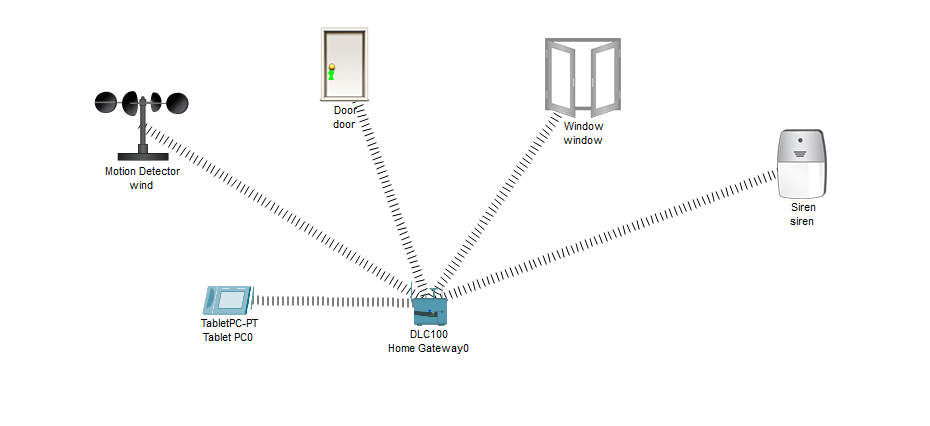 Door
door
Window
window
Motion Detector
wind
Siren
siren
TabletPC-PT
Tablet PC0
DLC100
Home Gateway0